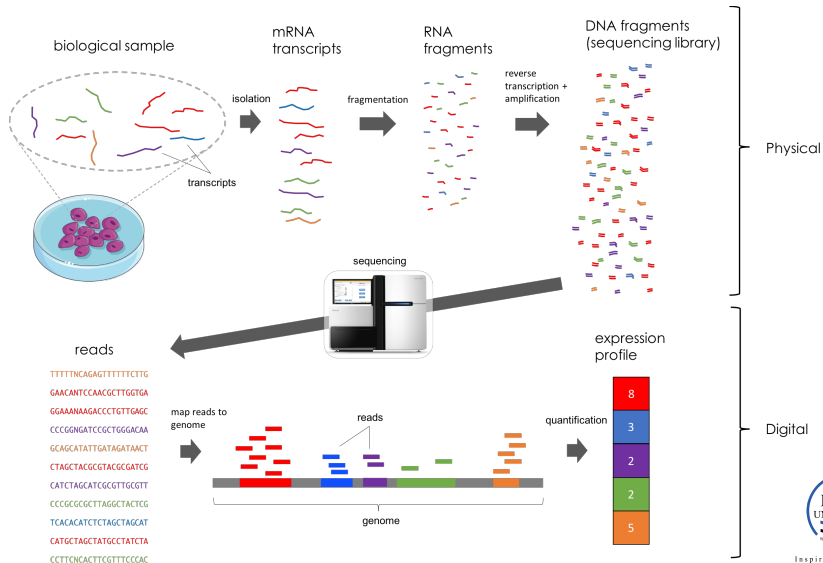 biological sample
mRNA
transcripts
RNA
fragments
DNA fragments
(sequencing library)
isolation
fragmentation
reverse
transcription +
amplification
transcripts
Physical
sequencing
reads
TTTTTNCAGAGTTTTTTCTTG
GAACANTCCAACGCTTGGTGA
GGAAANAAGACCCTGTTGAGC
CCCGGNGATCCGCTGGGACAA
GCAGCATATTGATAGATAACT
CTAGCTACGCGTACGCGATCG
CATCTAGCATCGCGTTGCGTT
CCCGCGCGCTTAGGCTACTCG
TCACACATCTCTAGCTAGCAT
CATGCTAGCTATGCCTATCTA
CCTTCNCACTTCGTTTCCCAC
map reads to
genome
reads
genome
quantification
expression
profile
8
3
2
2
5
Digital
Inspir